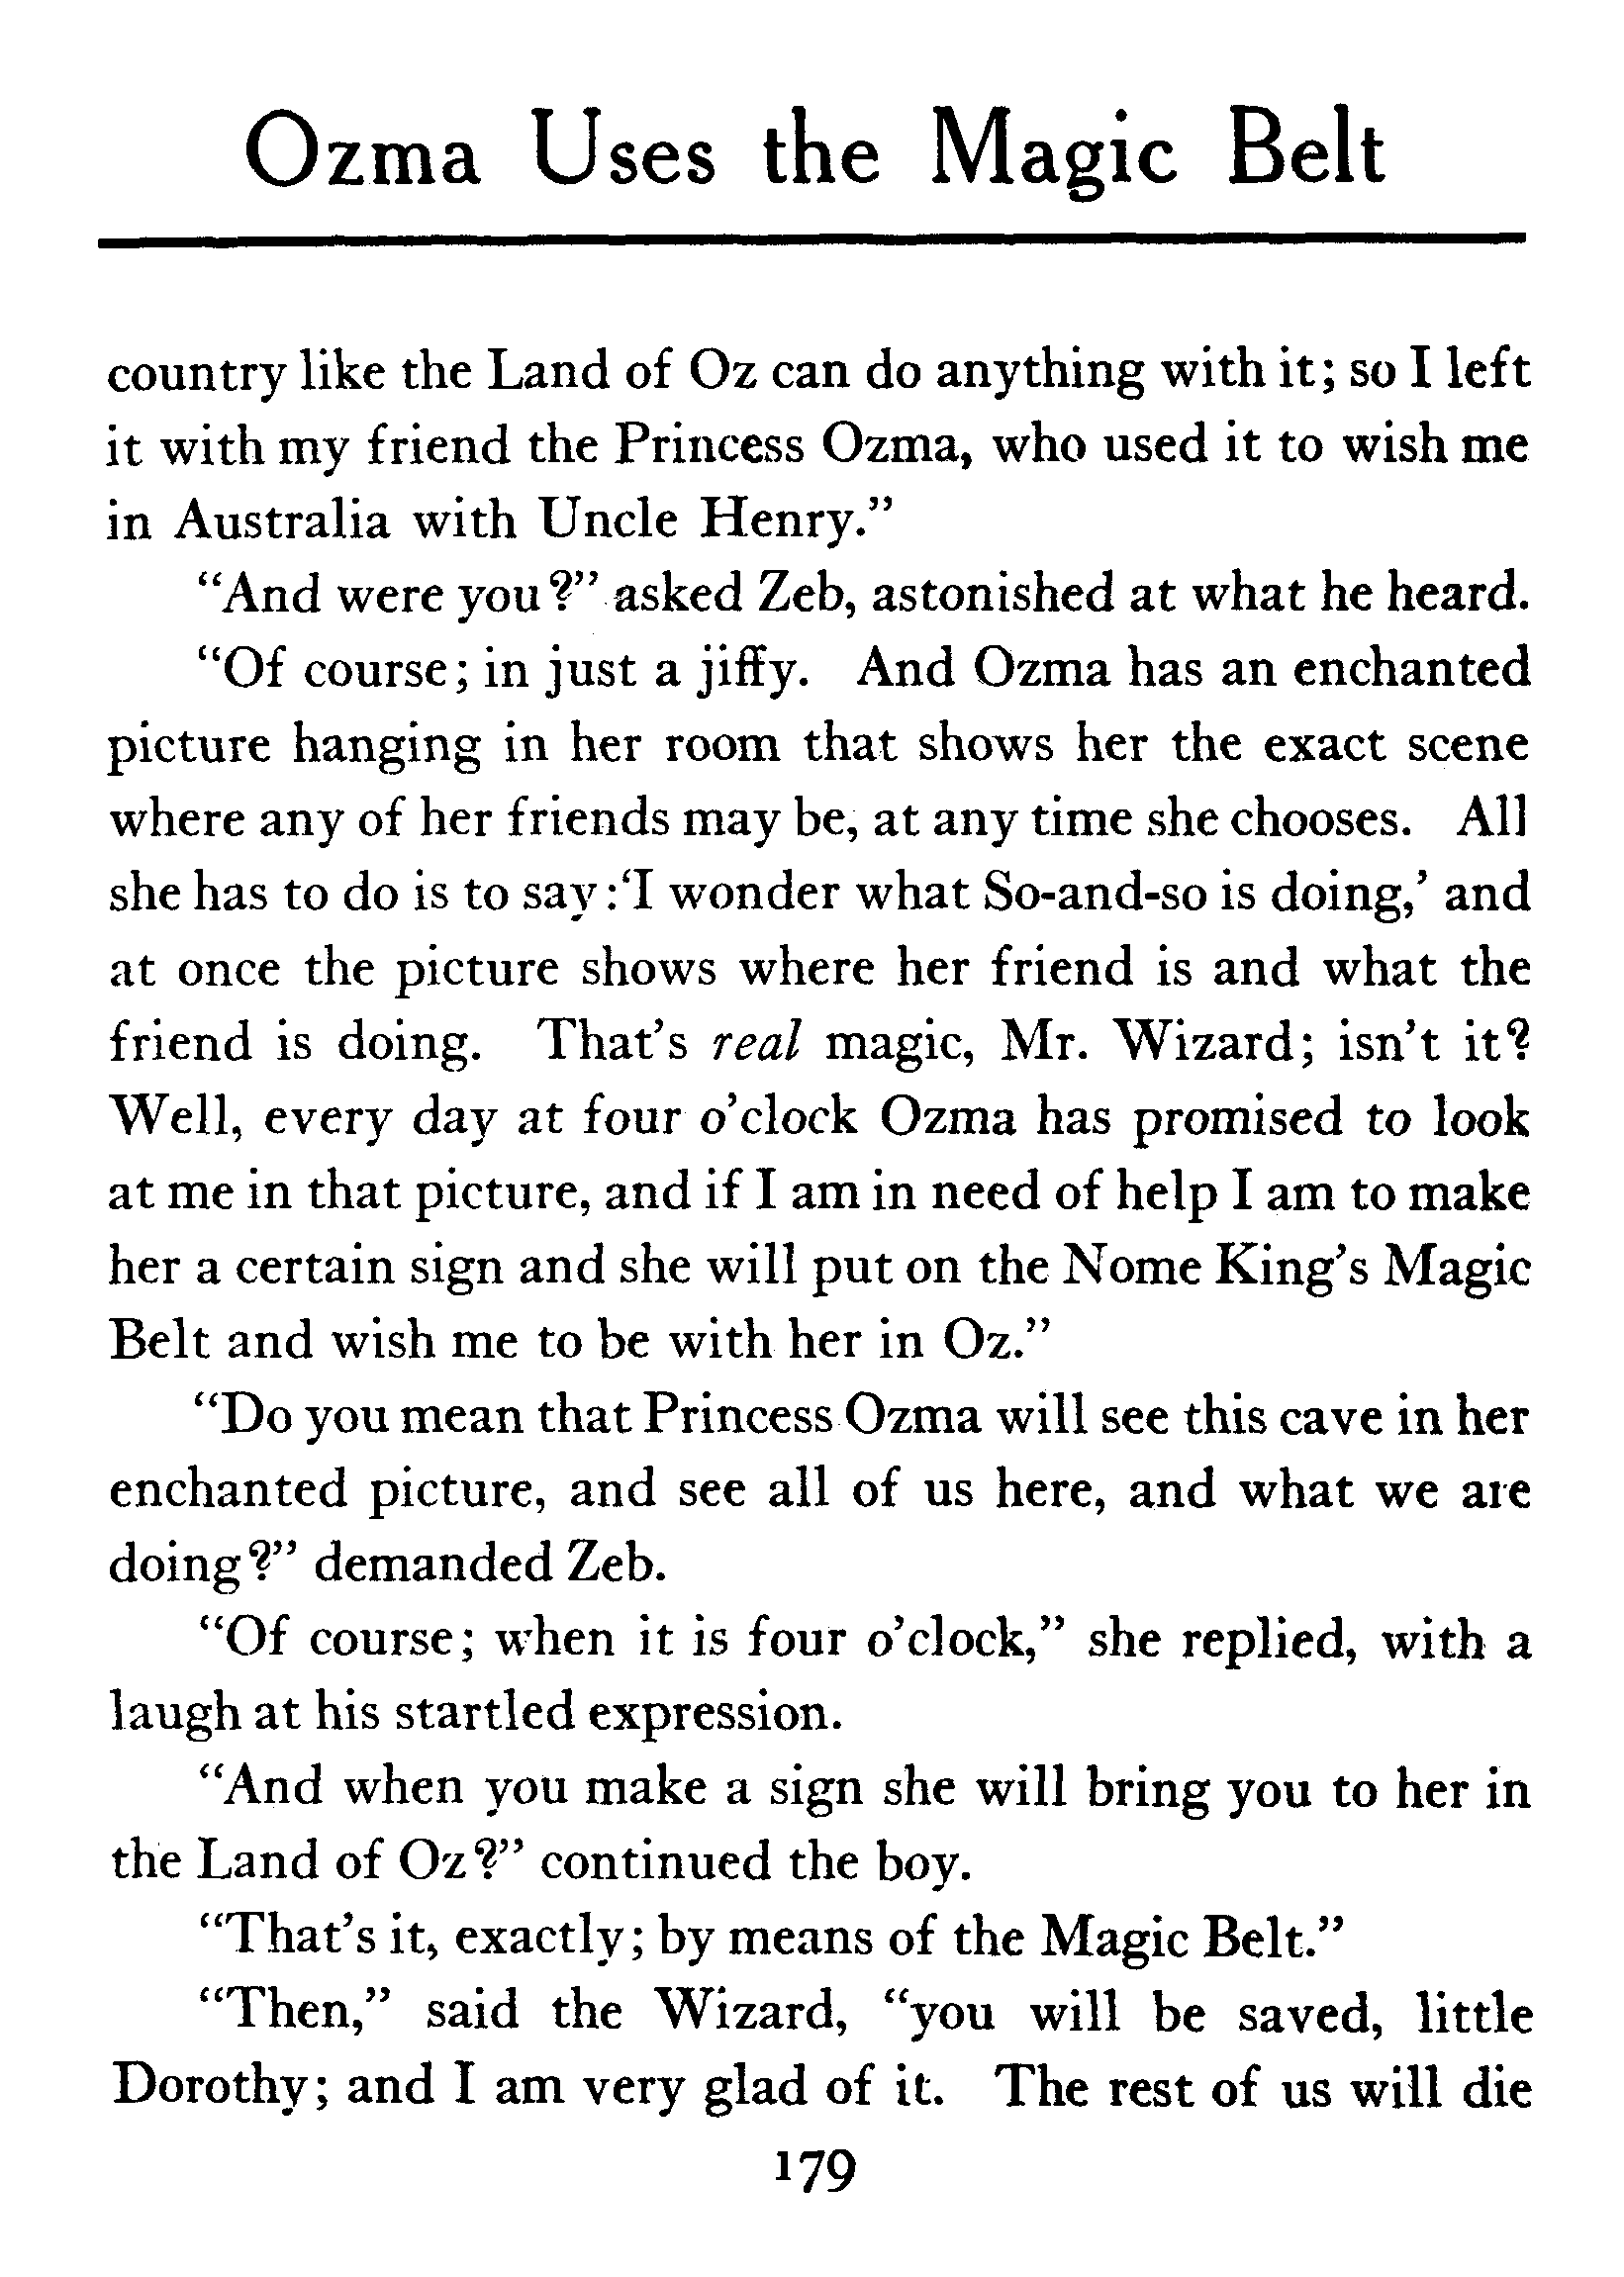 Ozma Uses the Magic Belt
country like the Land of Oz can do anything with it; so I left
it with my friend the Princess Ozma, who used it to wish me
in Australia with Uncle Henry.”
“And were you?” asked Zeb, astonished at what he heard.
“Of course; in just a jiffy. And Ozma has an enchanted
picture hanging in her room that shows her the exact scene
where any of her friends may be, at any time she chooses. All
she has to do is to say:‘I wonder what So-and-so is doing,’ and
at once the picture shows where her friend is and what the
friend is doing. That’s real magic, Mr. Wizard; isn’t it?
Well, every day at four o’clock Ozma has promised to look
at me in that picture, and if I am in need of help I am to make
her a certain sign and she will put on the Nome King’s Magic
Belt and wish me to be with her in Oz.”
“Do you mean that Princess Ozma will see this cave in her
enchanted picture, and see all of us here, and what we are
doing?” demanded Zeb.
“Of course; when it is four o’clock,” she replied, with a
laugh at his startled expression.
“And when you make a sign she will bring you to her in
the Land of Oz?” continued the boy.
“That’s it, exactly; by means of the Magic Belt.”
“Then,” said the Wizard, “you will be saved, little
Dorothy; and I am very glad of it. The rest of us will die
179